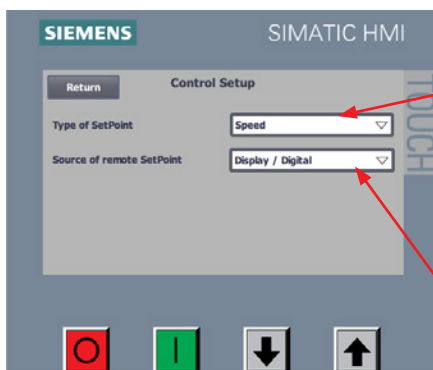 SIEMENS
SIMATIC HMI
TOUCH
Return
Control Setup
Type of SetPoint
Speed
Source of remote SetPoint
Display / Digital